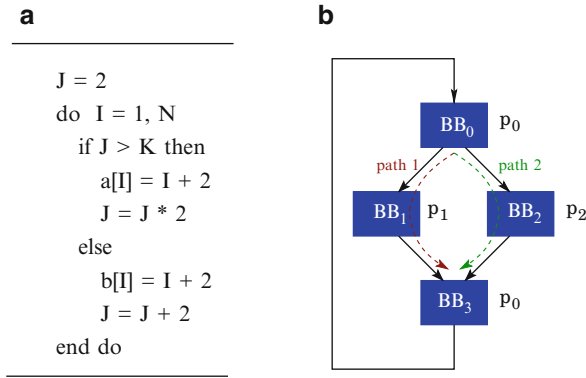 a
J = 2
do I = 1, N
if J > K then
a[I] = I + 2
J = J * 2
else
b[I] = I + 2
J = J + 2
end do
b
BB0 p0
path 1 path 2
BB1 p1 BB2 p2
BB3 p0